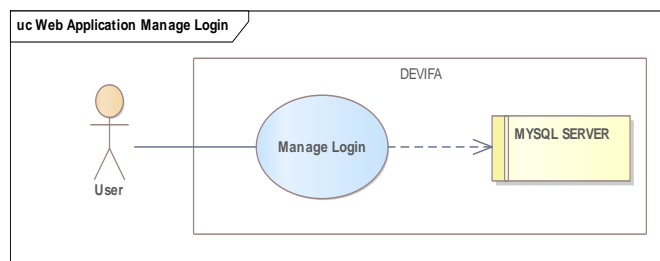 uc Web Application Manage Login
DEVIFA
Manage Login
MYSQL SERVER
User